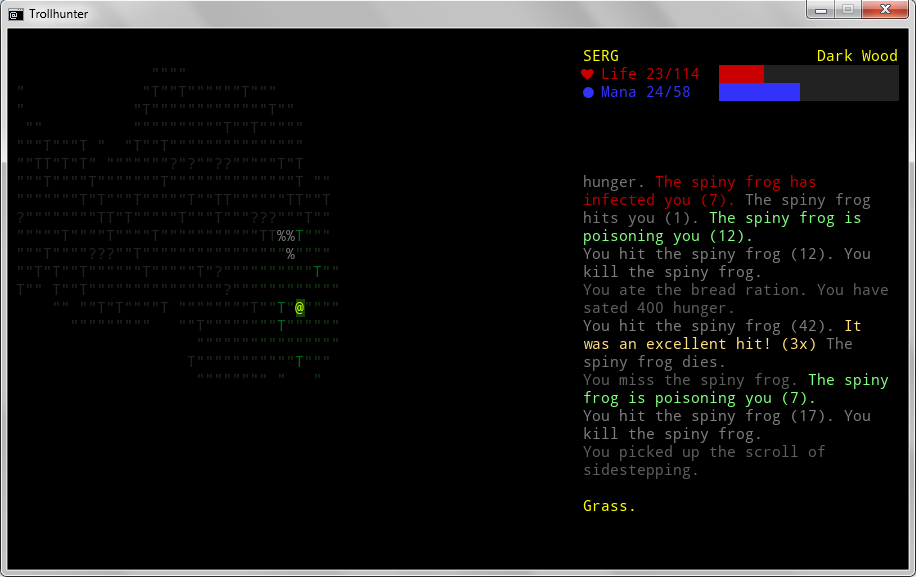 Trollhunter
SERG Dark Wood
Life 23/114
Mana 24/58
hunger. The spiny frog has
infected you (7). The spiny frog
hits you (1). The spiny frog is
poisoning you (12).
You hit the spiny frog (12). You
kill the spiny frog.
You ate the bread ration. You have
sated 400 hunger.
You hit the spiny frog (42). It
was an excellent hit! (3x) The
spiny frog dies.
You miss the spiny frog. The spiny
frog is poisoning you (7).
You hit the spiny frog (17). You
kill the spiny frog.
You picked up the scroll of
sidestepping.
Grass.